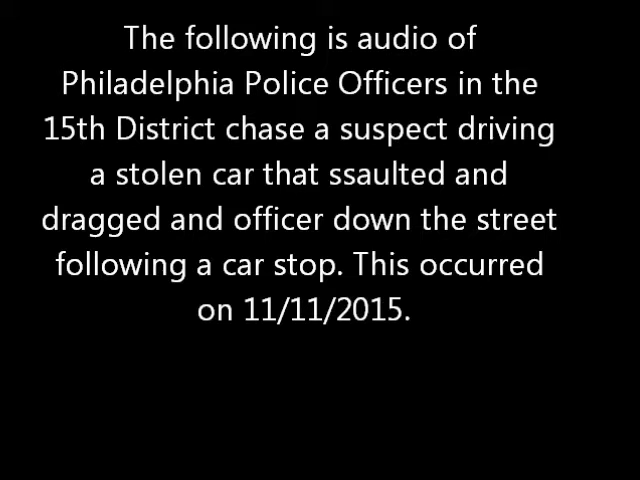 The following is audio of
Philadelphia Police Officers in the
15th District chase a suspect driving
a stolen car that ssaulted and
dragged and officer down the street
following a car stop. This occurred
on 11/11/2015.